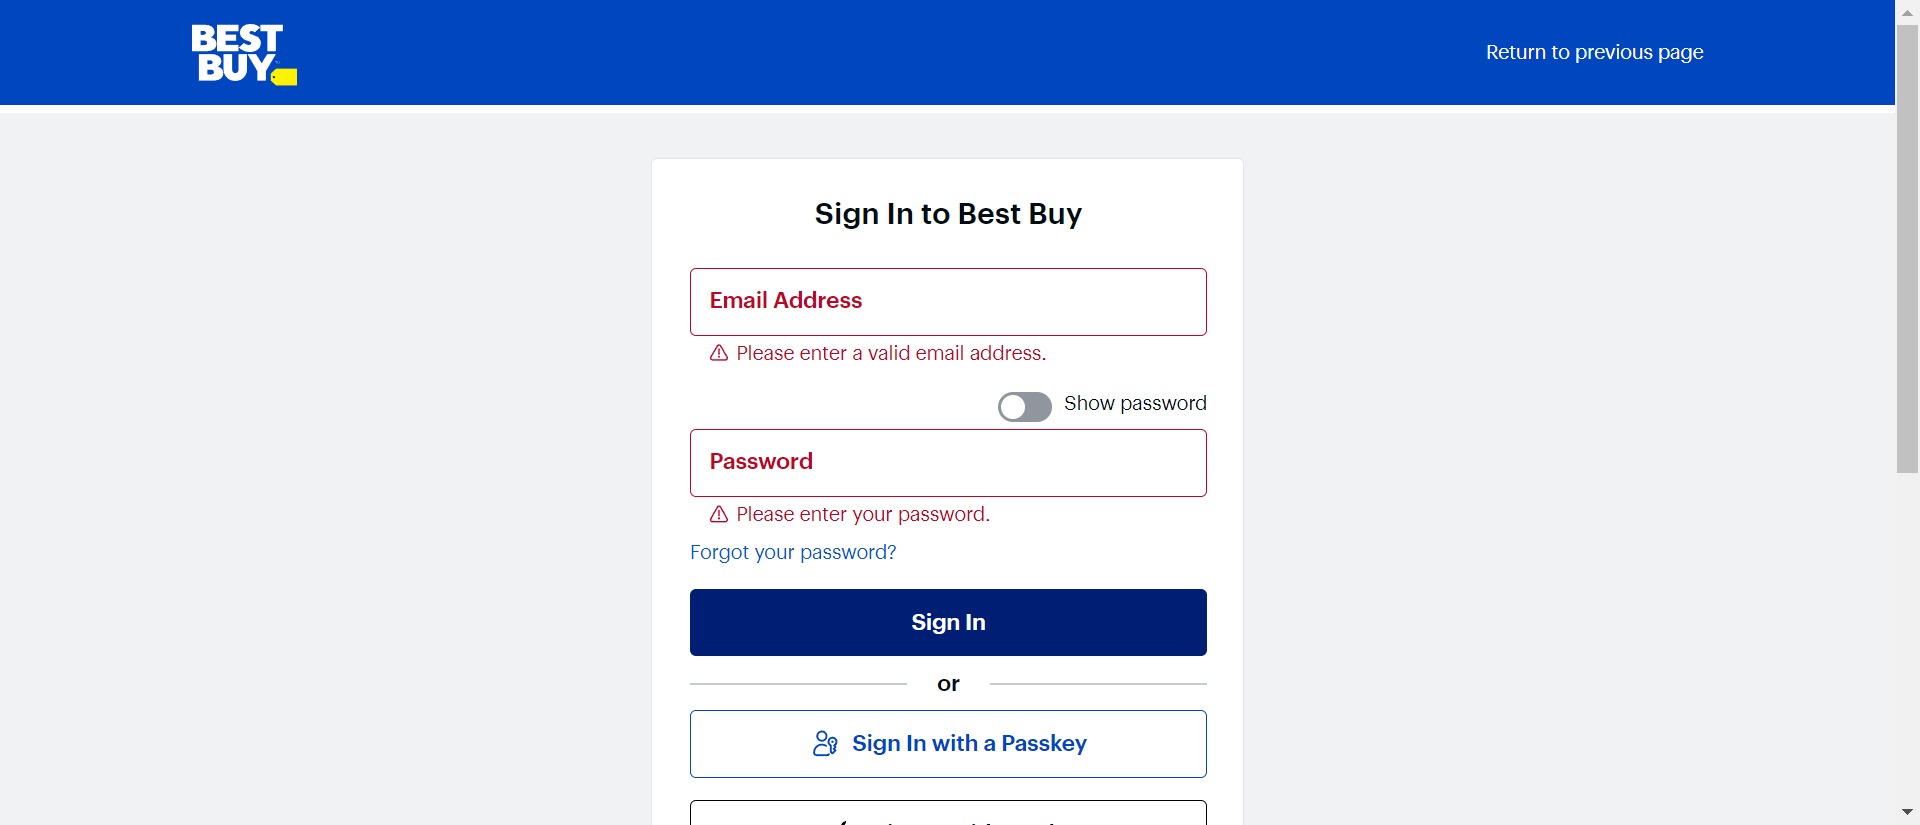 BEST
BUY
Return to previous page
Sign In to Best Buy
Email Address
Please enter a valid email address.
Show password
Password
Please enter your password.
Forgot your password?
Sign In
or
Sign In with a Passkey